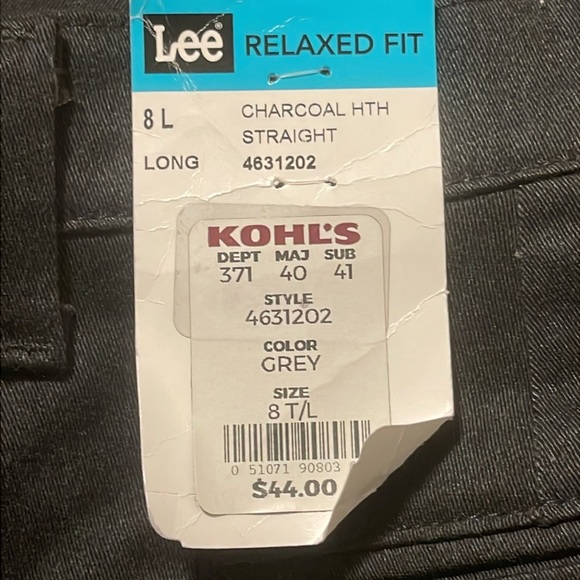 Lee® RELAXED FIT
8 L CHARCOAL HTH
STRAIGHT
LONG 4631202
KOHL'S
DEPT MAJ SUB
371 40 41
STYLE
4631202
COLOR
GREY
SIZE
8 T/L
0 51071 90803
$44.00